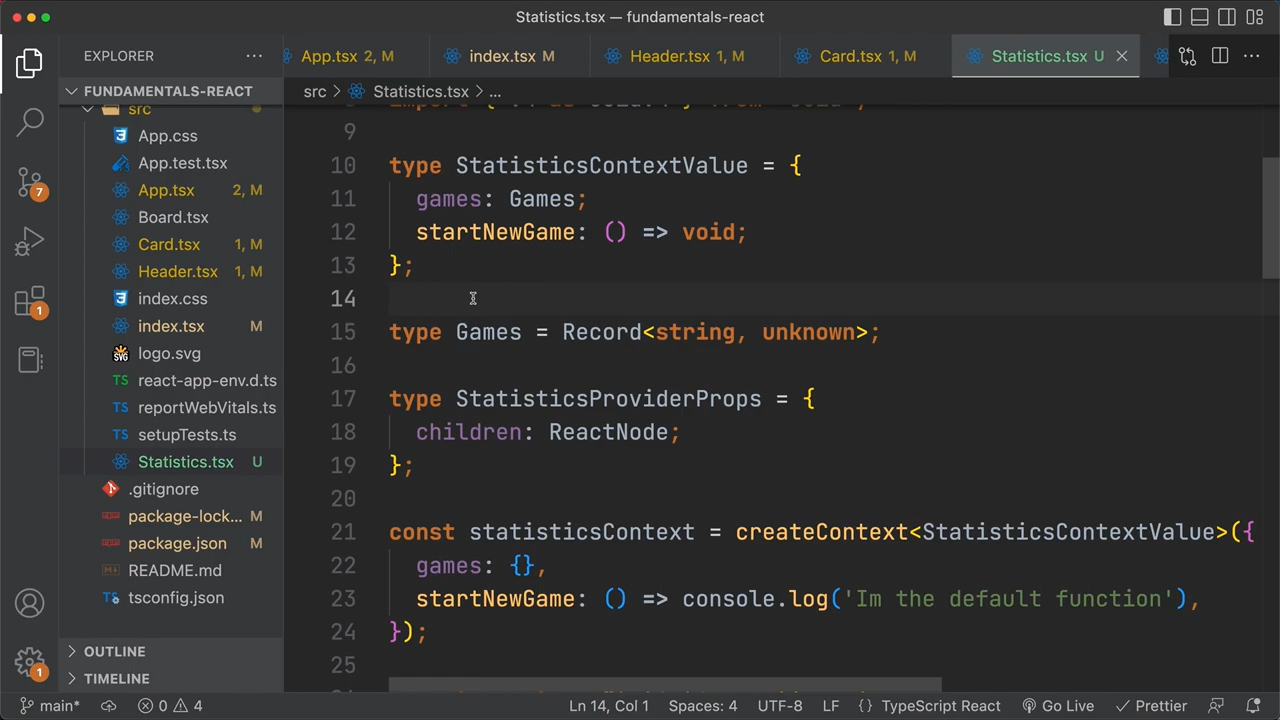 Statistics.tsx — fundamentals-react
EXPLORER ...
App.tsx 2, M
index.tsx M
Header.tsx 1, M
Card.tsx 1, M
Statistics.tsx U
FUNDAMENTALS-REACT
src > Statistics.tsx > ...
src
App.css
App.test.tsx
App.tsx 2, M
Board.tsx
Card.tsx 1, M
Header.tsx 1, M
index.css
index.tsx M
logo.svg
react-app-env.d.ts
reportWebVitals.ts
setupTests.ts
Statistics.tsx U
.gitignore
package-lock... M
package.json M
README.md
tsconfig.json
OUTLINE
TIMELINE
7
1
1
9
10 type StatisticsContextValue = {
11 games: Games;
12 startNewGame: () => void;
13 };
14
15 type Games = Record<string, unknown>;
16
17 type StatisticsProviderProps = {
18 children: ReactNode;
19 };
20
21 const statisticsContext = createContext<StatisticsContextValue>({
22 games: {},
23 startNewGame: () => console.log('Im the default function'),
24 });
25
main* 0 4 Ln 14, Col 1 Spaces: 4 UTF-8 LF {} TypeScript React Go Live Prettier